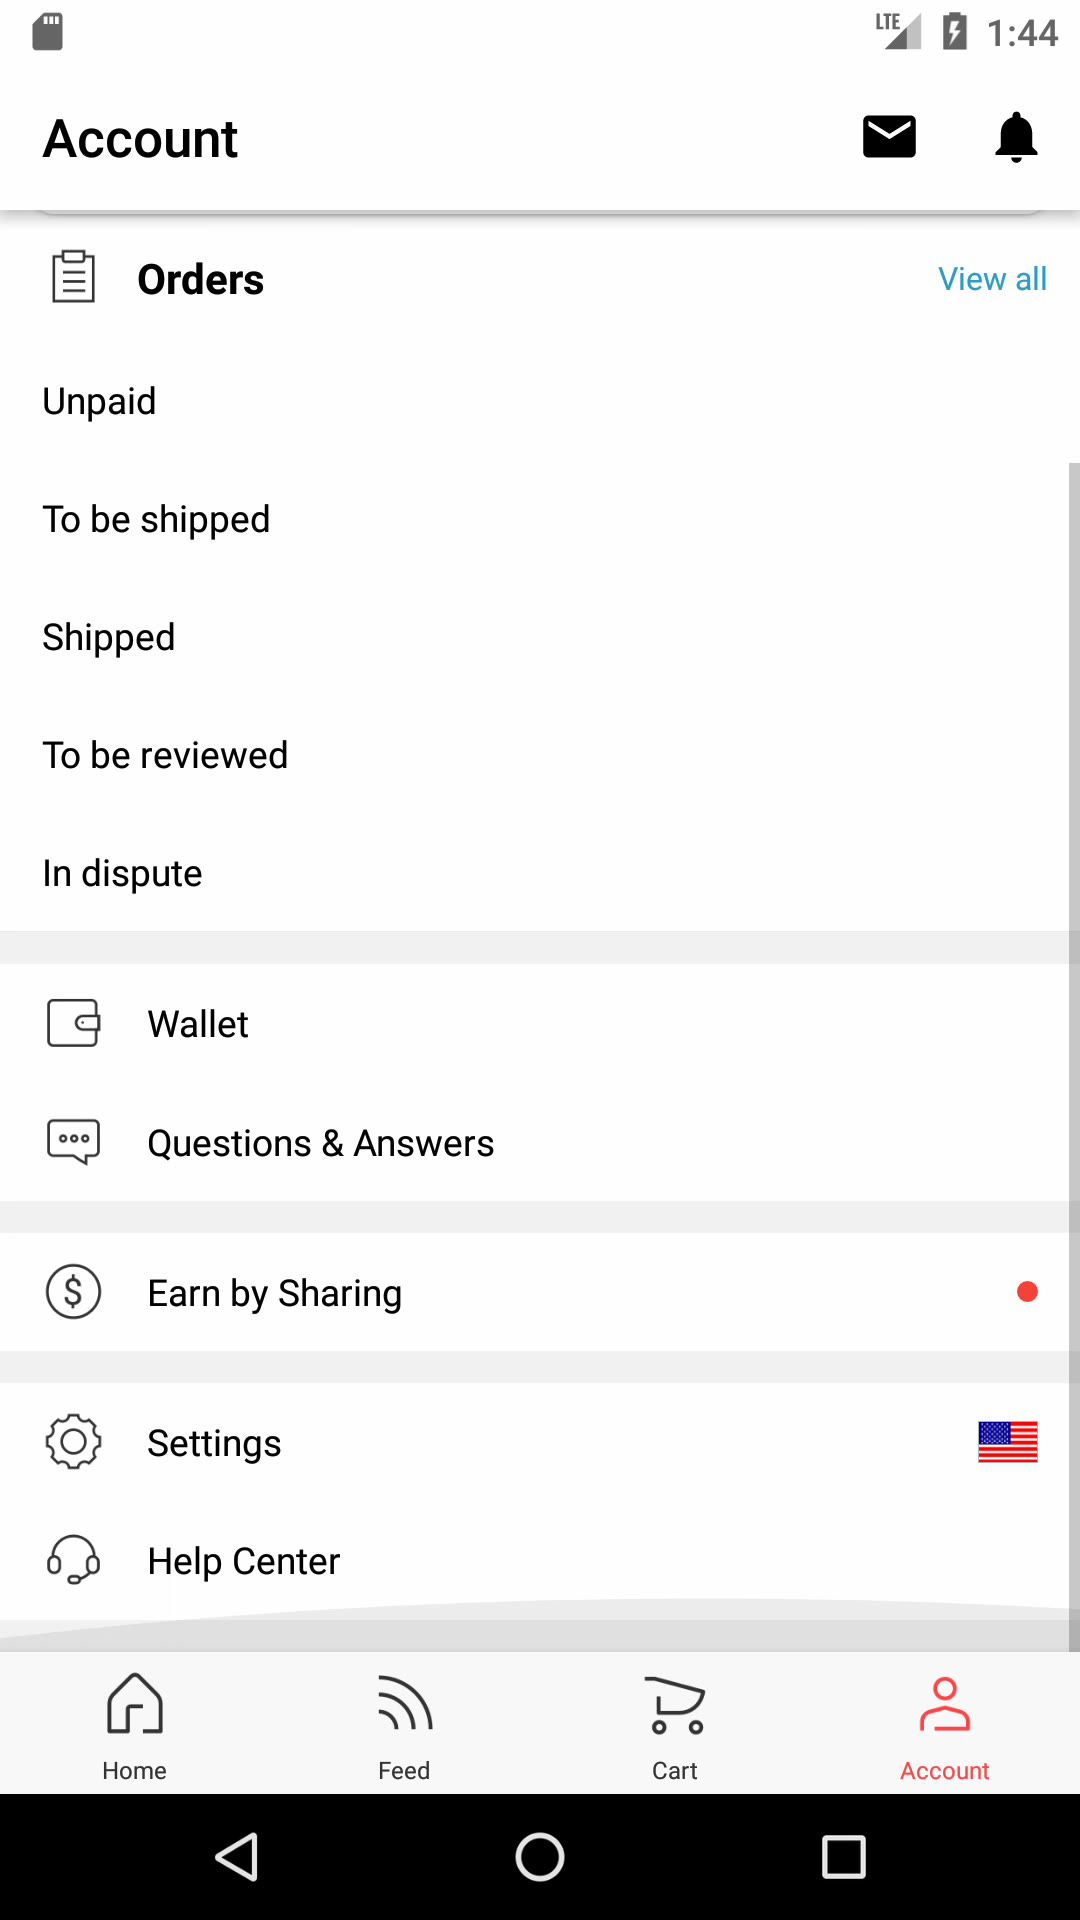 LTE 1:44
Account
Orders View all
Unpaid
To be shipped
Shipped
To be reviewed
In dispute
Wallet
Questions & Answers
Earn by Sharing
Settings
Help Center
Home Feed Cart Account